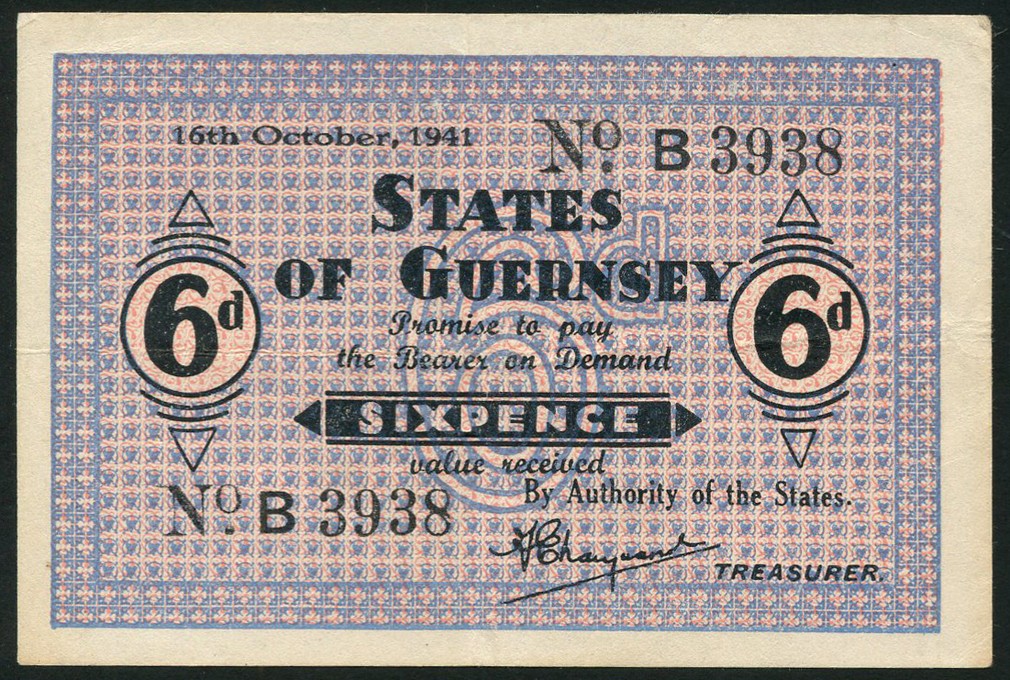 16th October, 1941
No. B 3938
STATES
OF GUERNSEY
6d
6d
Promise to pay
the Bearer on Demand
SIXPENCE
value received
By Authority of the States.
No. B 3938
TREASURER.